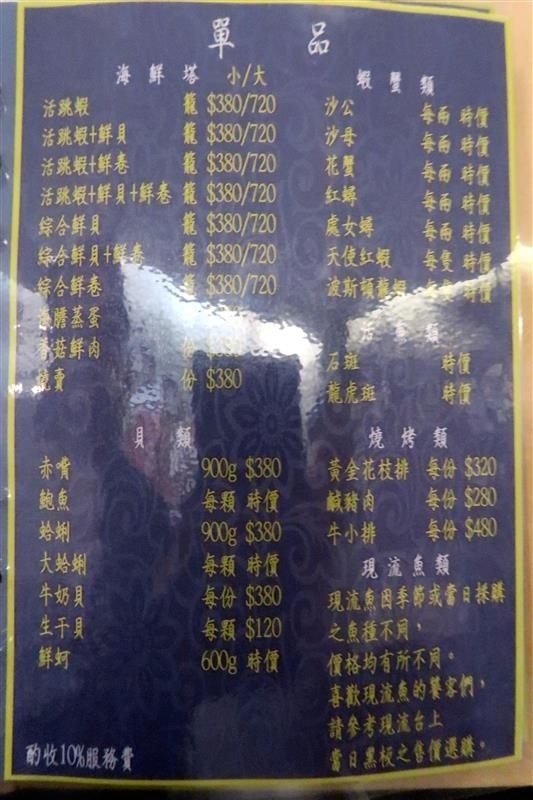 單品
海鮮塔 小/大
活跳蝦 籠 $380/720
活跳蝦+鮮貝 籠 $380/720
活跳蝦+鮮卷 籠 $380/720
活跳蝦+鮮貝+鮮卷 籠 $380/720
綜合鮮貝 籠 $380/720
綜合鮮貝+鮮卷 籠 $380/720
綜合鮮卷 籠 $380/720
海膽蒸蛋
香菇鮮肉 份
燒賣 份 $380
貝類
赤嘴 900g $380
鮑魚 每顆 時價
蛤蜊 900g $380
大蛤蜊 每顆 時價
牛奶貝 每份 $380
生干貝 每顆 $120
鮮蚵 600g 時價
酌收10%服務費
蝦蟹類
沙公 每兩 時價
沙母 每兩 時價
花蟹 每兩 時價
紅蟳 每兩 時價
處女蟳 每兩 時價
天使紅蝦 每隻 時價
波斯頓龍蝦 時價
類
石斑 時價
龍虎斑 時價
燒烤類
黃金花枝排 每份 $320
鹹豬肉 每份 $280
牛小排 每份 $480
現流魚類
現流魚因季節或當日採購
之魚種不同，
價格均有所不同。
喜歡現流魚的饕客們，
請參考現流台上
當日黑板之售價選購。